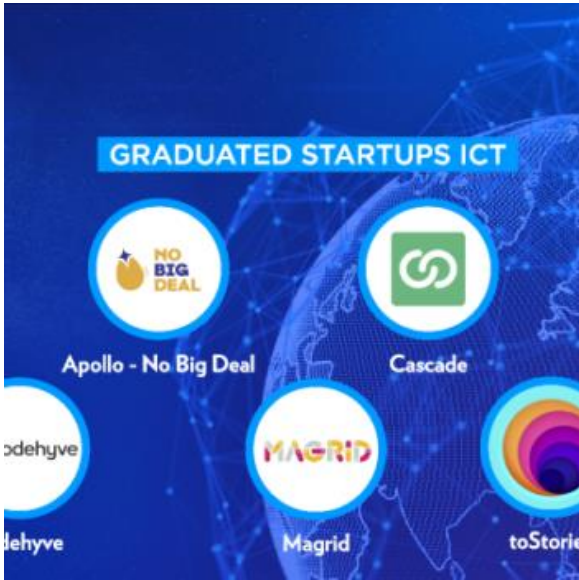 GRADUATED STARTUPS ICT
NO
BIG
DEAL
Apollo - No Big Deal
Cascade
odehyve
MAGRID
dehyve
Magrid
toStorie